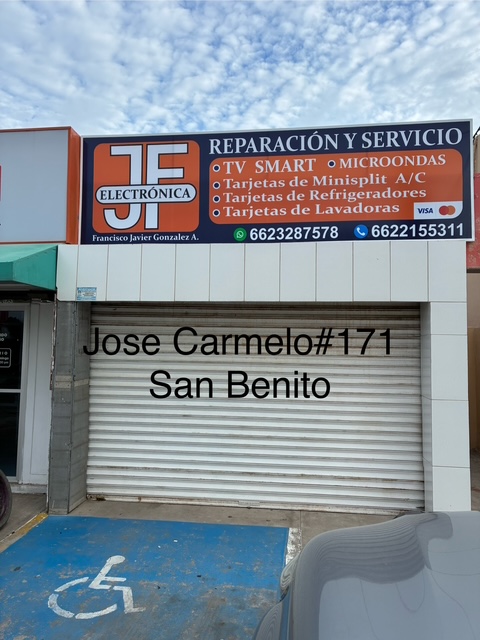 REPARACIÓN Y SERVICIO
JF
ELECTRÓNICA
Francisco Javier Gonzalez A.
• TV SMART • MICROONDAS
• Tarjetas de Minisplit A/C
• Tarjetas de Refrigeradores
• Tarjetas de Lavadoras
VISA
6623287578
6622155311
Jose Carmelo#171
San Benito